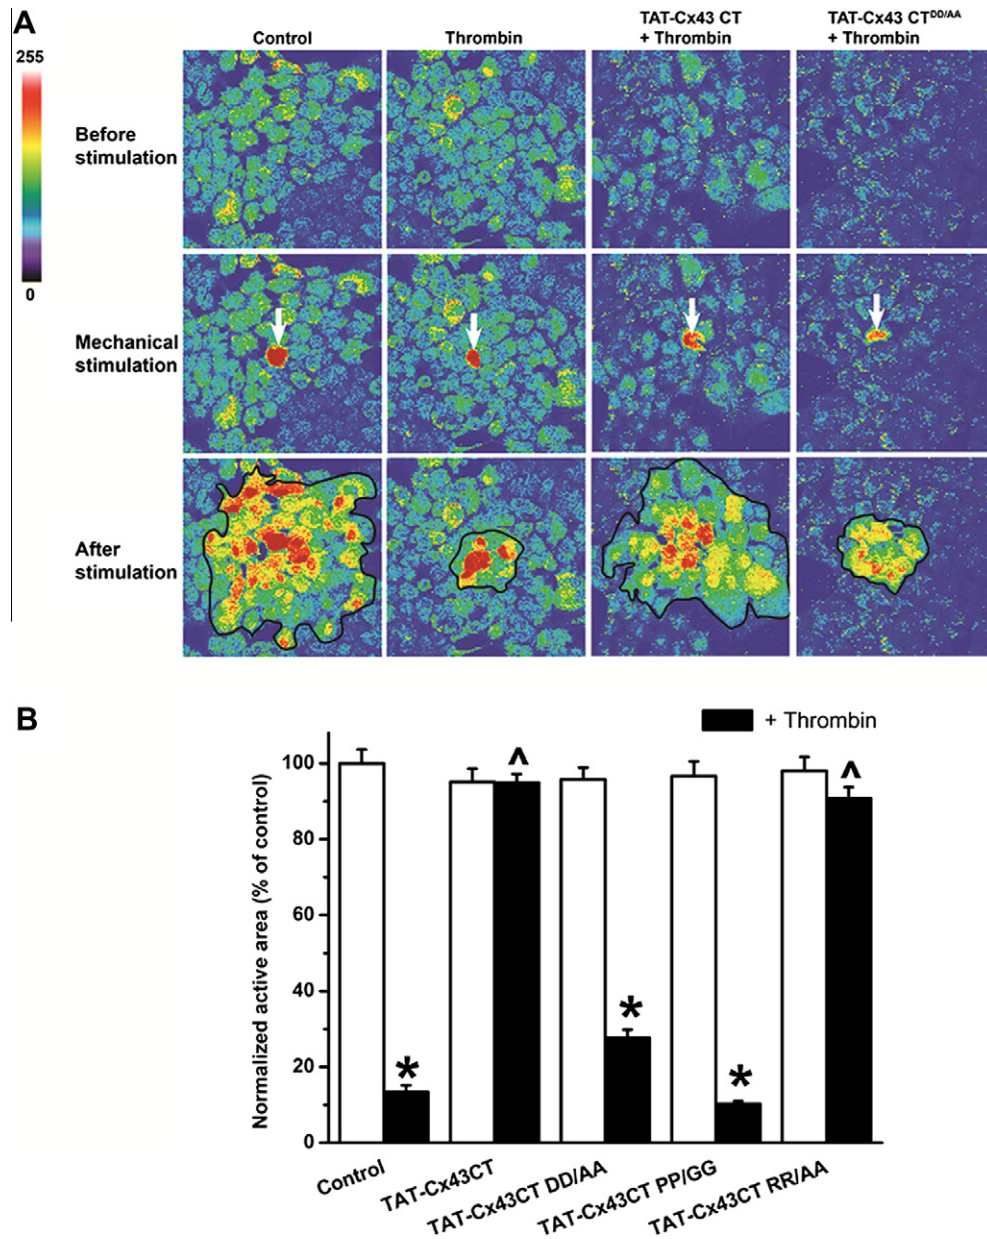 A
Control
Thrombin
TAT-Cx43 CT
+ Thrombin
TAT-Cx43 CT^DD/AA
+ Thrombin
255
0
Before
stimulation
Mechanical
stimulation
After
stimulation
B
+ Thrombin
Normalized active area (% of control)
100
80
60
40
20
0
*
^
*
*
^
Control
TAT-Cx43CT
TAT-Cx43CT DD/AA
TAT-Cx43CT PP/GG
TAT-Cx43CT RR/AA